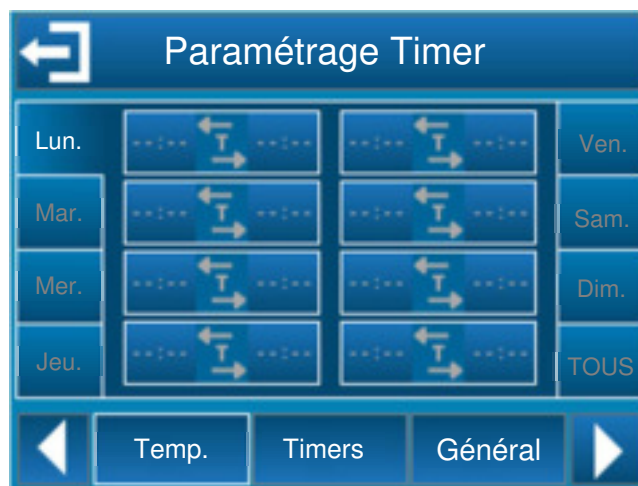 Paramétrage Timer
Lun. --:-- T --:-- --:-- T --:-- Ven.
Mar. --:-- T --:-- --:-- T --:-- Sam.
Mer. --:-- T --:-- --:-- T --:-- Dim.
Jeu. --:-- T --:-- --:-- T --:-- TOUS
Temp. Timers Général